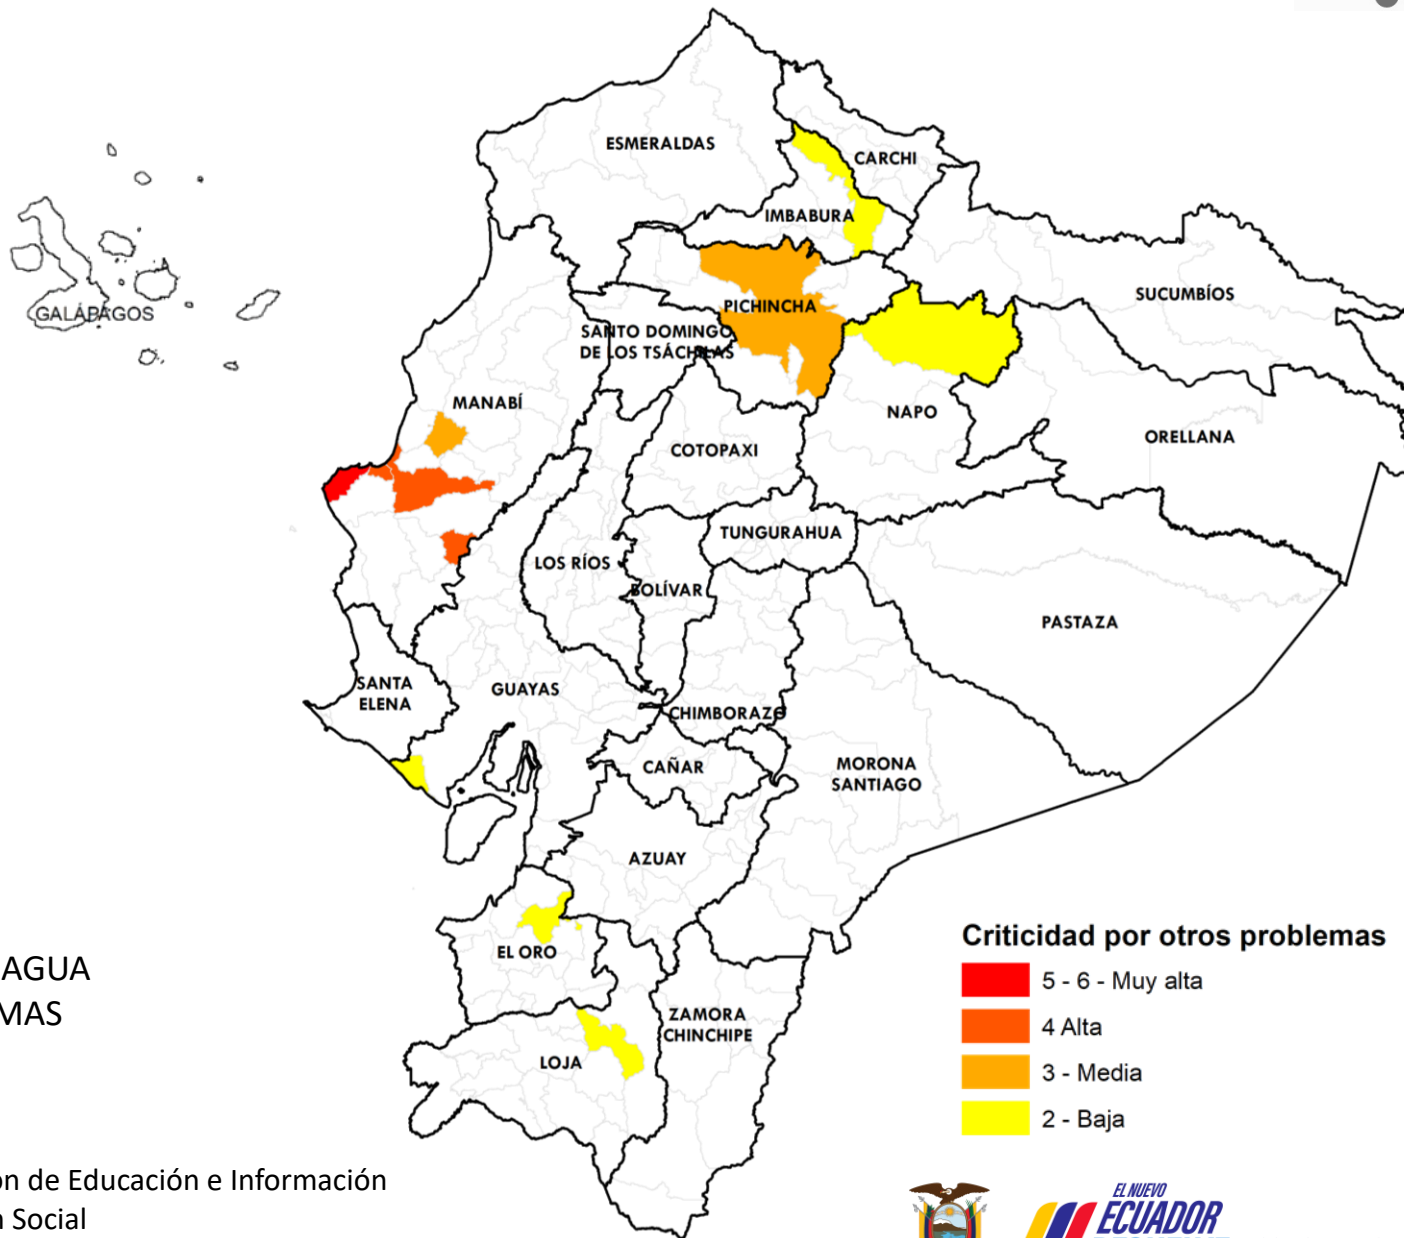 ESMERALDAS
CARCHI
IMBABURA
SUCUMBÍOS
GALÁPAGOS
PICHINCHA
SANTO DOMINGO
DE LOS TSÁCHILAS
MANABÍ
NAPO
ORELLANA
COTOPAXI
TUNGURAHUA
LOS RÍOS
BOLÍVAR
PASTAZA
SANTA
ELENA
GUAYAS
CHIMBORAZO
CAÑAR
MORONA
SANTIAGO
AZUAY
EL ORO
ZAMORA
CHINCHIPE
LOJA
Criticidad por otros problemas
5 - 6 - Muy alta
4 Alta
3 - Media
2 - Baja
AGUA
MAS
ón de Educación e Información
n Social
EL NUEVO
ECUADOR